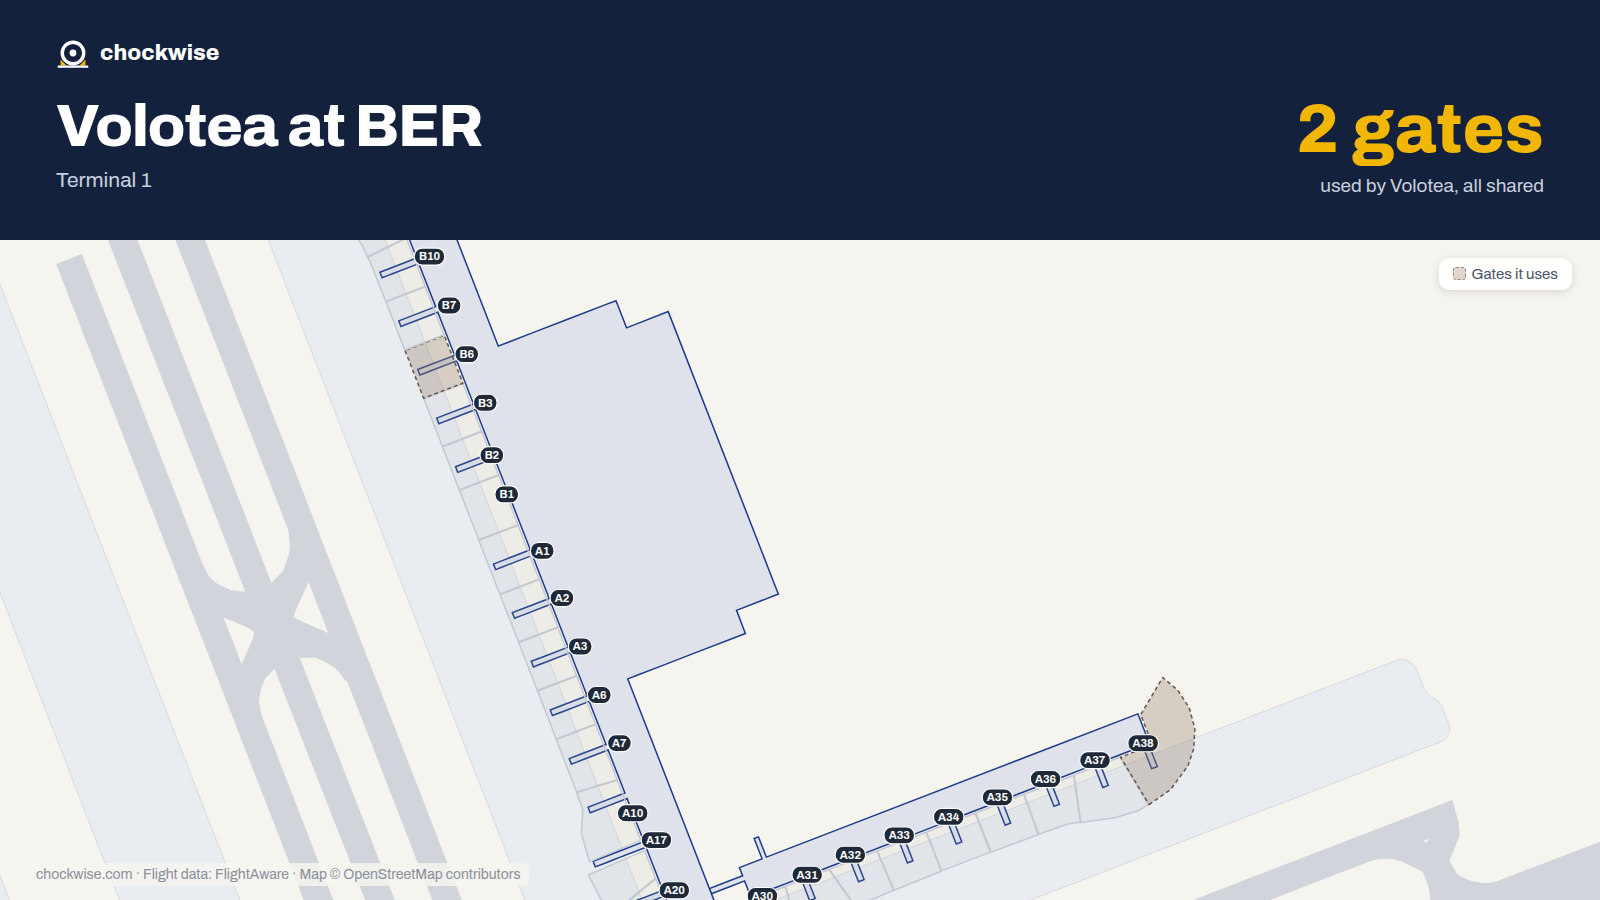 chockwise
Volotea at BER
Terminal 1
2 gates
used by Volotea, all shared
Gates it uses
B10
B7
B6
B3
B2
B1
A1
A2
A3
A6
A7
A10
A17
A20
A38
A37
A36
A35
A34
A33
A32
A31
A30
chockwise.com · Flight data: FlightAware · Map © OpenStreetMap contributors